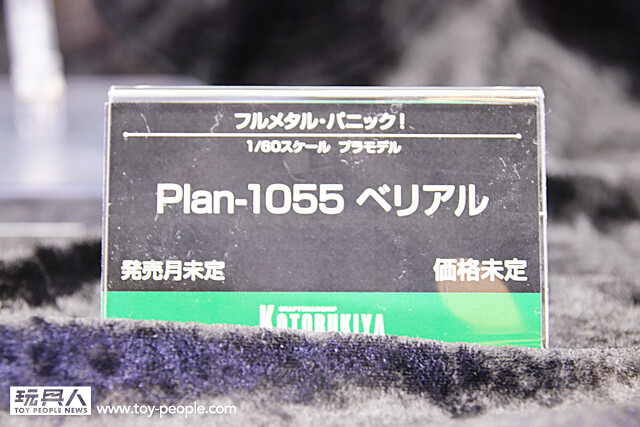 フルメタル・パニック!
1/60スケール プラモデル
Plan-1055 ベリアル
発売月未定 価格未定
KOTOBUKIYA
玩具人
TOY PEOPLE NEWS
www.toy-people.com